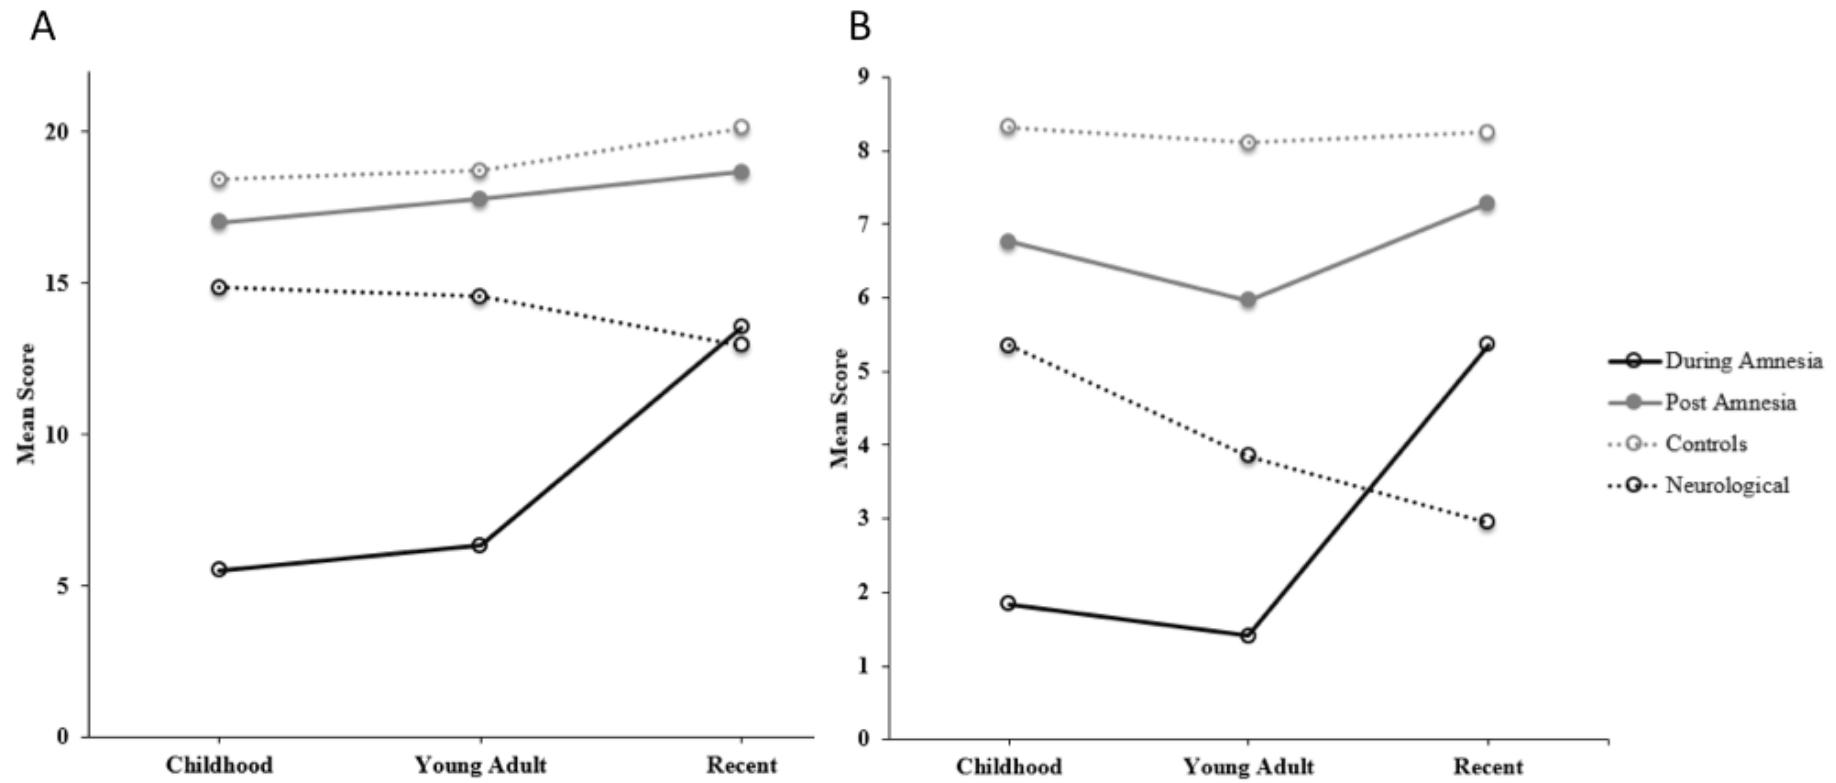 A
20
15
10
5
0
Mean Score
Childhood Young Adult Recent
B
9
8
7
6
5
4
3
2
1
0
Mean Score
Childhood Young Adult Recent
During Amnesia
Post Amnesia
Controls
Neurological